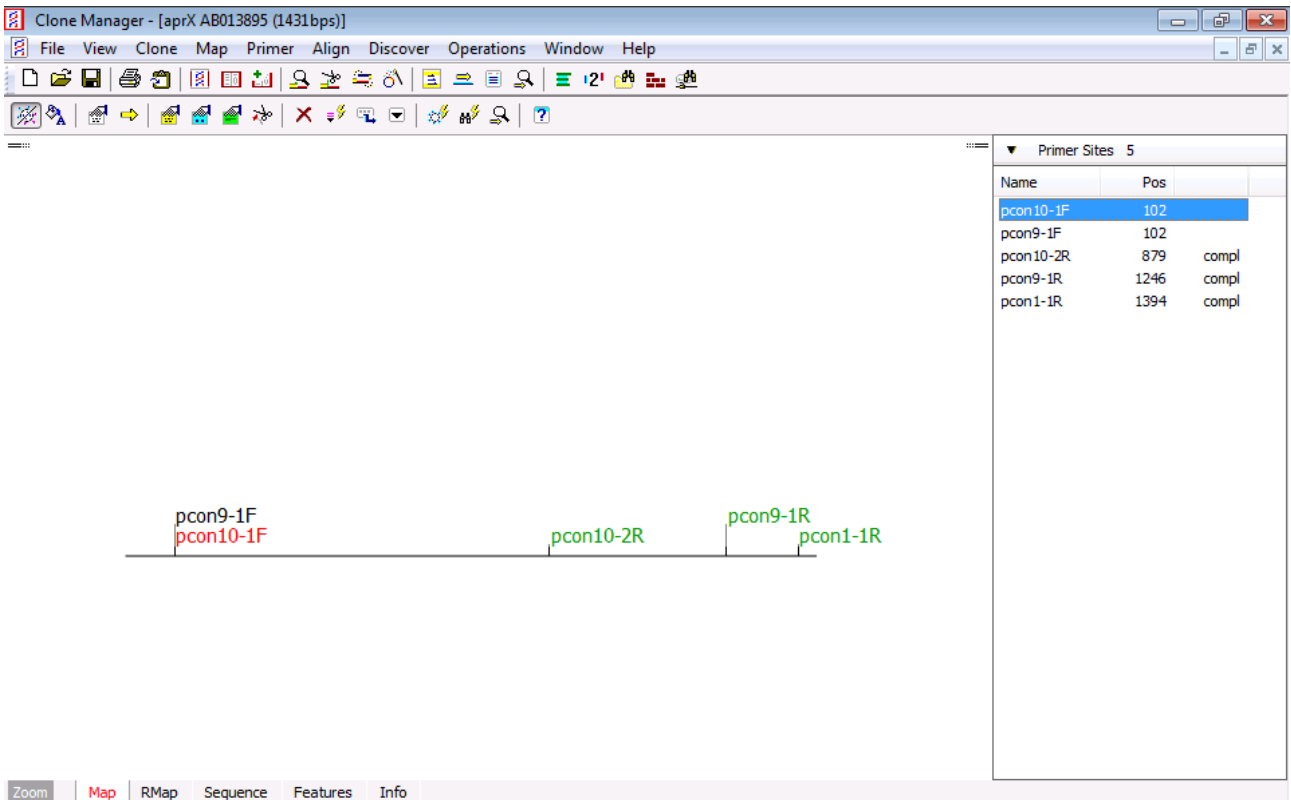 Clone Manager - [aprX AB013895 (1431bps)]
File View Clone Map Primer Align Discover Operations Window Help
Primer Sites 5
Name Pos
pcon10-1F 102
pcon9-1F 102
pcon10-2R 879 compl
pcon9-1R 1246 compl
pcon1-1R 1394 compl
pcon9-1F pcon9-1R
pcon10-1F pcon10-2R pcon1-1R
Zoom Map RMap Sequence Features Info